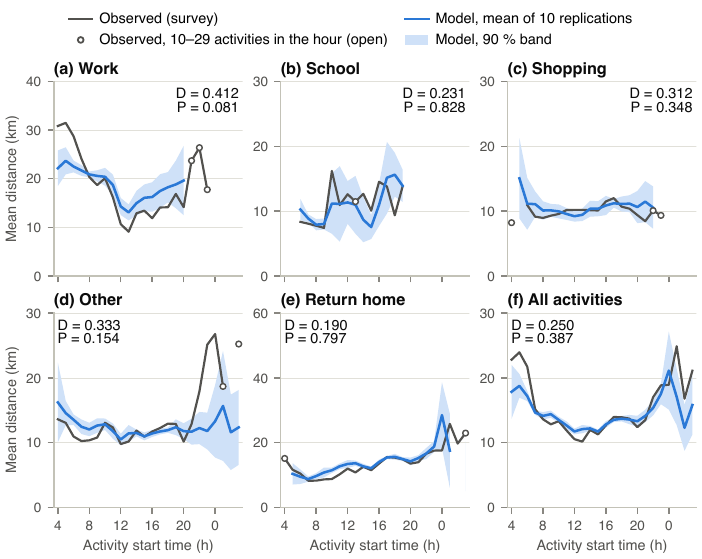 Observed (survey)
Model, mean of 10 replications
Observed, 10–29 activities in the hour (open)
Model, 90 % band
(a) Work
(b) School
(c) Shopping
Mean distance (km)
40
30
20
10
0
D = 0.412
P = 0.081
30
20
10
0
D = 0.231
P = 0.828
30
20
10
0
D = 0.312
P = 0.348
(d) Other
(e) Return home
(f) All activities
Mean distance (km)
30
20
10
0
D = 0.333
P = 0.154
60
40
20
0
D = 0.190
P = 0.797
30
20
10
0
D = 0.250
P = 0.387
4 8 12 16 20 0
4 8 12 16 20 0
4 8 12 16 20 0
Activity start time (h)
Activity start time (h)
Activity start time (h)